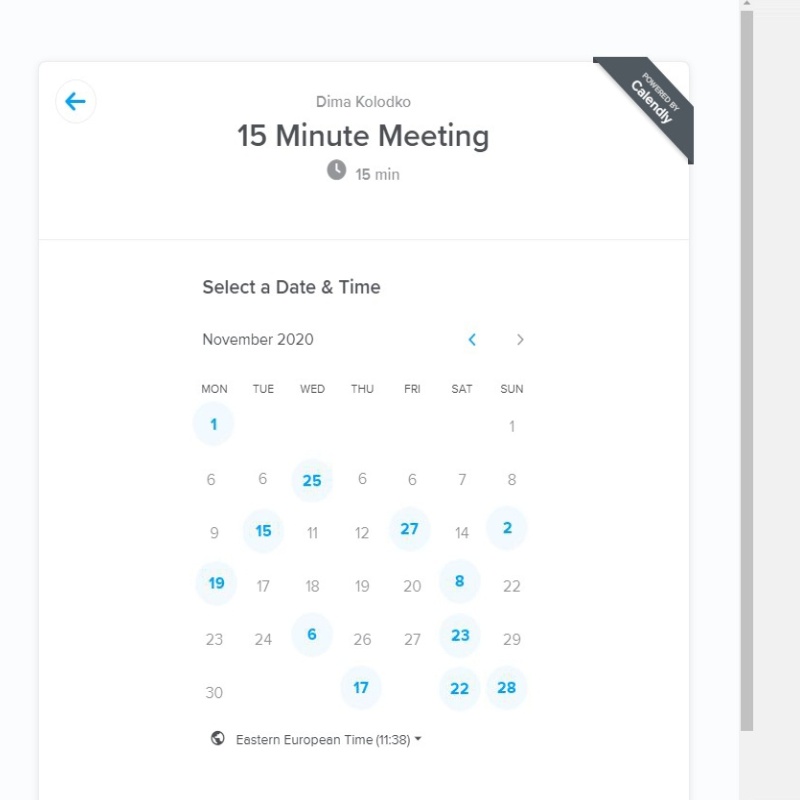 POWERED BY
Calendly
Dima Kolodko
15 Minute Meeting
15 min
Select a Date & Time
November 2020
MON TUE WED THU FRI SAT SUN
1 1
6 6 25 6 6 7 8
9 15 11 12 27 14 2
19 17 18 19 20 8 22
23 24 6 26 27 23 29
30 17 22 28
Eastern European Time (11:38)